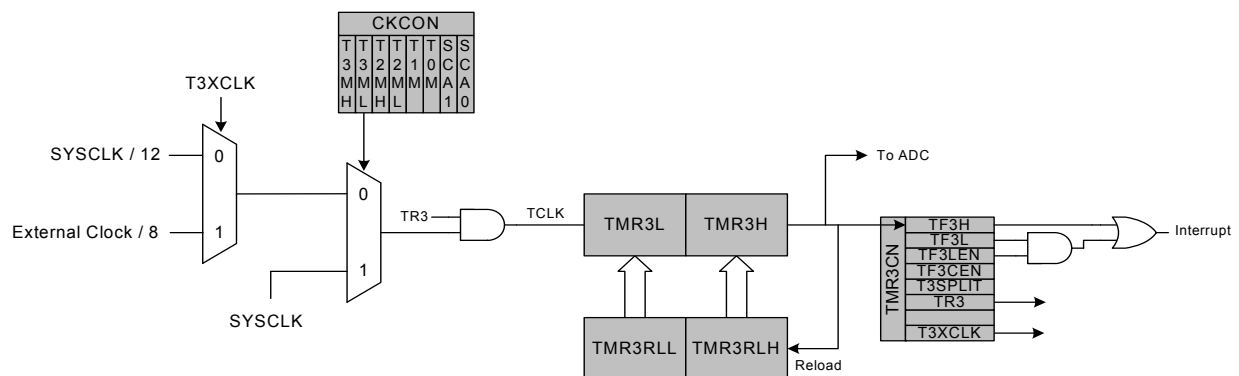 CKCON
T3MH
T3ML
T2MH
T2ML
T1M
T0M
SCA1
SCA0
T3XCLK
SYSCLK / 12
0
External Clock / 8
1
0
1
SYSCLK
TR3
TCLK
TMR3L
TMR3H
To ADC
TMR3RLL
TMR3RLH
Reload
TMR3CN
TF3H
TF3L
TF3LEN
TF3CEN
T3SPLIT
TR3
T3XCLK
Interrupt